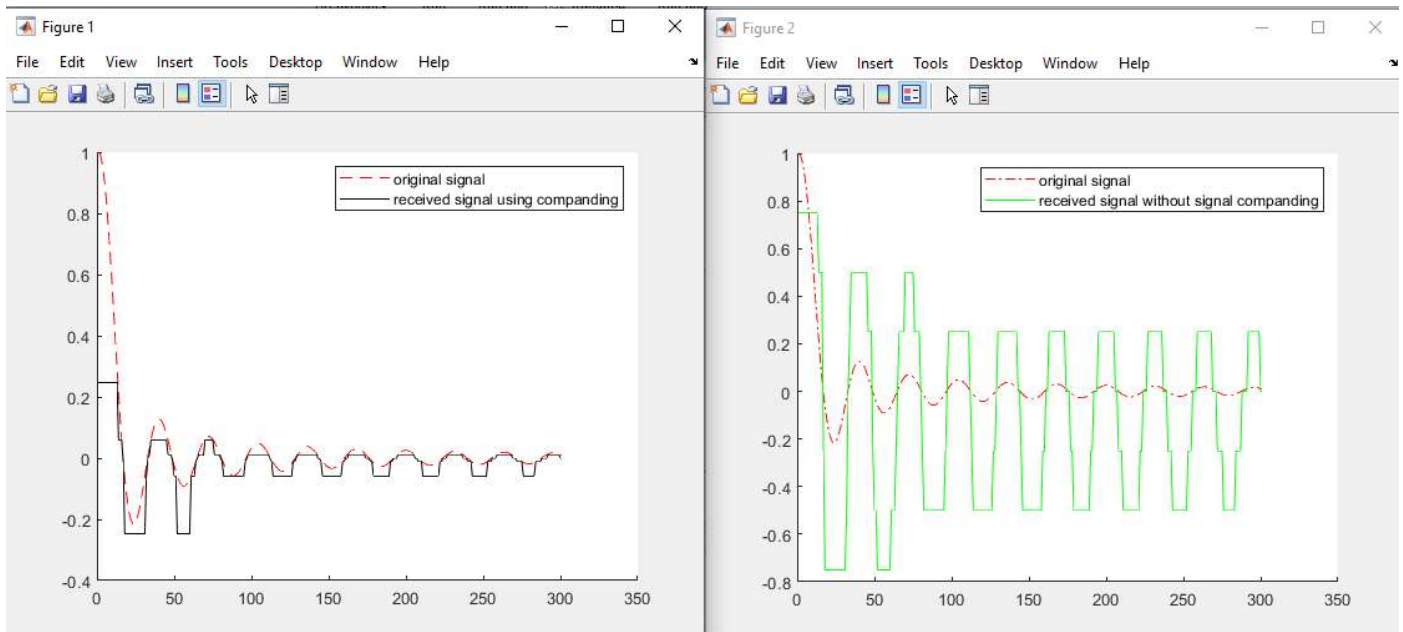 Figure 1
File Edit View Insert Tools Desktop Window Help
1
0.8
0.6
0.4
0.2
0
-0.2
-0.4
0 50 100 150 200 250 300 350
original signal
received signal using companding
Figure 2
File Edit View Insert Tools Desktop Window Help
1
0.8
0.6
0.4
0.2
0
-0.2
-0.4
-0.6
-0.8
0 50 100 150 200 250 300 350
original signal
received signal without signal companding